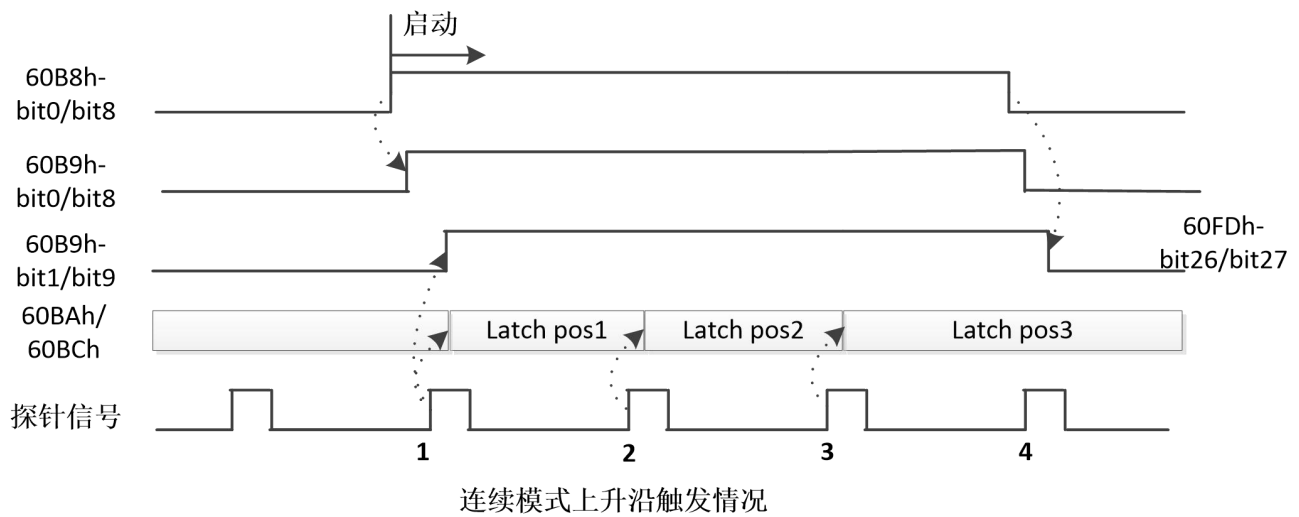 启动
60B8h-
bit0/bit8
60B9h-
bit0/bit8
60B9h-
bit1/bit9
60FDh-
bit26/bit27
60BAh/
60BCh
Latch pos1
Latch pos2
Latch pos3
探针信号
1
2
3
4
连续模式上升沿触发情况